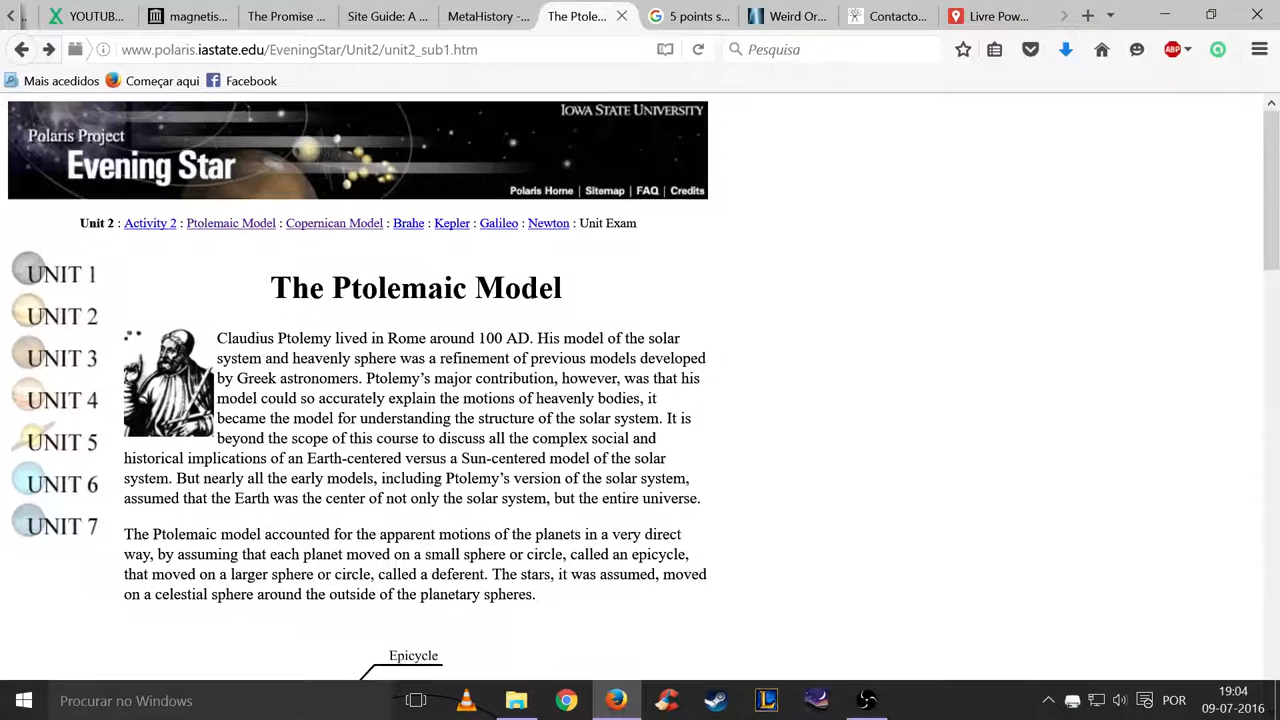 YOUTUB...
magnetis...
The Promise ...
Site Guide: A ...
MetaHistory -...
The Ptole...
5 points s...
Weird Or...
Contacto...
Livre Pow...
www.polaris.iastate.edu/EveningStar/Unit2/unit2_sub1.htm
Pesquisa
ABP
Mais acedidos
Começar aqui
Facebook
IOWA STATE UNIVERSITY
Polaris Project
Evening Star
Polaris Home | Sitemap | FAQ | Credits
Unit 2 : Activity 2 : Ptolemaic Model : Copernican Model : Brahe : Kepler : Galileo : Newton : Unit Exam
UNIT 1
UNIT 2
UNIT 3
UNIT 4
UNIT 5
UNIT 6
UNIT 7
The Ptolemaic Model
Claudius Ptolemy lived in Rome around 100 AD. His model of the solar
system and heavenly sphere was a refinement of previous models developed
by Greek astronomers. Ptolemy’s major contribution, however, was that his
model could so accurately explain the motions of heavenly bodies, it
became the model for understanding the structure of the solar system. It is
beyond the scope of this course to discuss all the complex social and
historical implications of an Earth-centered versus a Sun-centered model of the solar
system. But nearly all the early models, including Ptolemy’s version of the solar system,
assumed that the Earth was the center of not only the solar system, but the entire universe.
The Ptolemaic model accounted for the apparent motions of the planets in a very direct
way, by assuming that each planet moved on a small sphere or circle, called an epicycle,
that moved on a larger sphere or circle, called a deferent. The stars, it was assumed, moved
on a celestial sphere around the outside of the planetary spheres.
Epicycle
Procurar no Windows
POR
19:04
09-07-2016